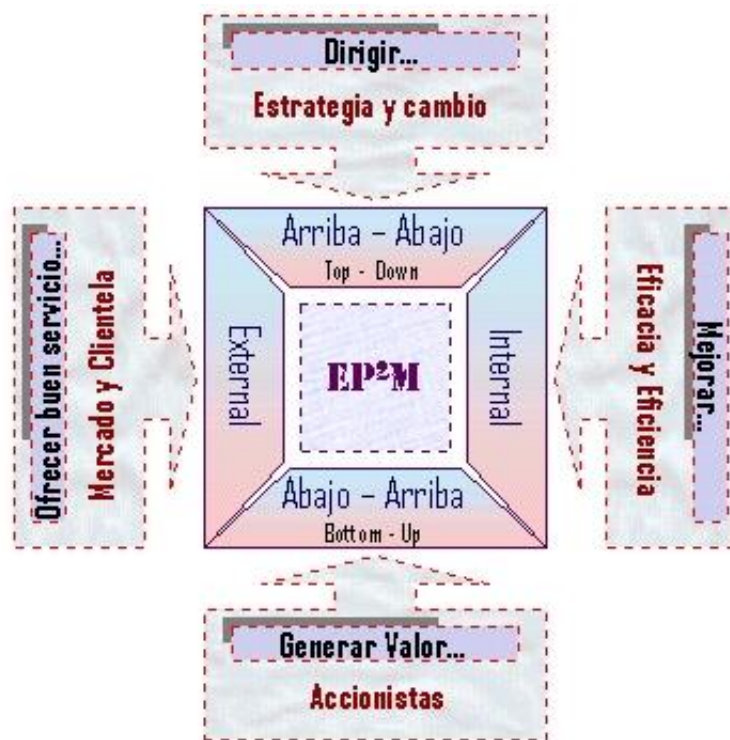 Dirigir...
Estrategia y cambio
Arriba - Abajo
Top - Down
Ofrecer buen servicio...
Mercado y Clientela
External
EP²M
Internal
Eficacia y Eficiencia
Mejorar...
Abajo - Arriba
Bottom - Up
Generar Valor...
Accionistas